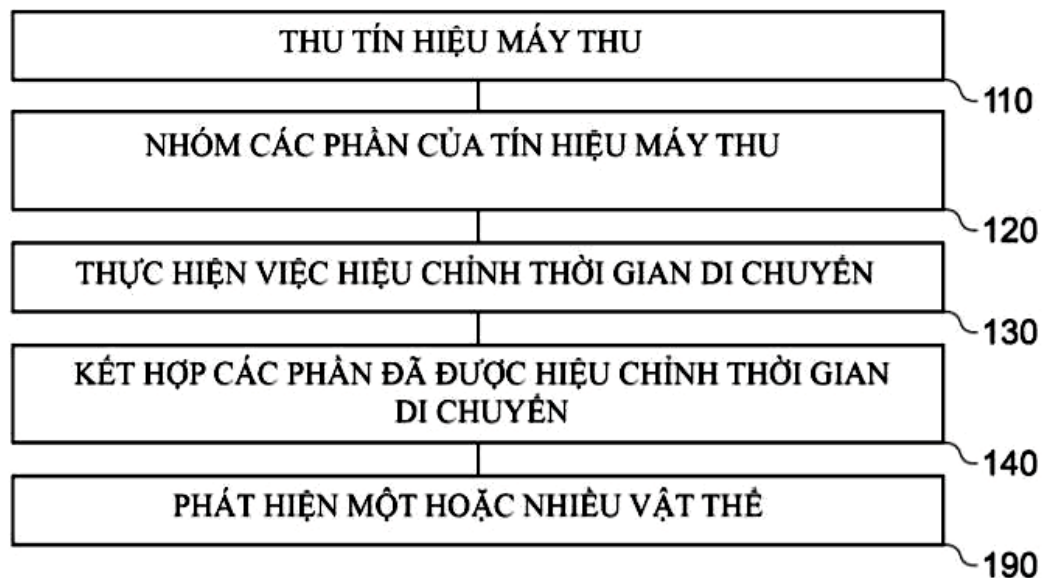 THU TÍN HIỆU MÁY THU
110
NHÓM CÁC PHẦN CỦA TÍN HIỆU MÁY THU
120
THỰC HIỆN VIỆC HIỆU CHỈNH THỜI GIAN DI CHUYỂN
130
KẾT HỢP CÁC PHẦN ĐÃ ĐƯỢC HIỆU CHỈNH THỜI GIAN
DI CHUYỂN
140
PHÁT HIỆN MỘT HOẶC NHIỀU VẬT THỂ
190